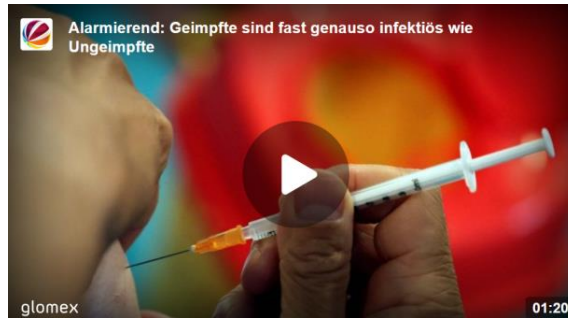 Alarmierend: Geimpfte sind fast genauso infektiös wie
Ungeimpfte
glomex
01:20